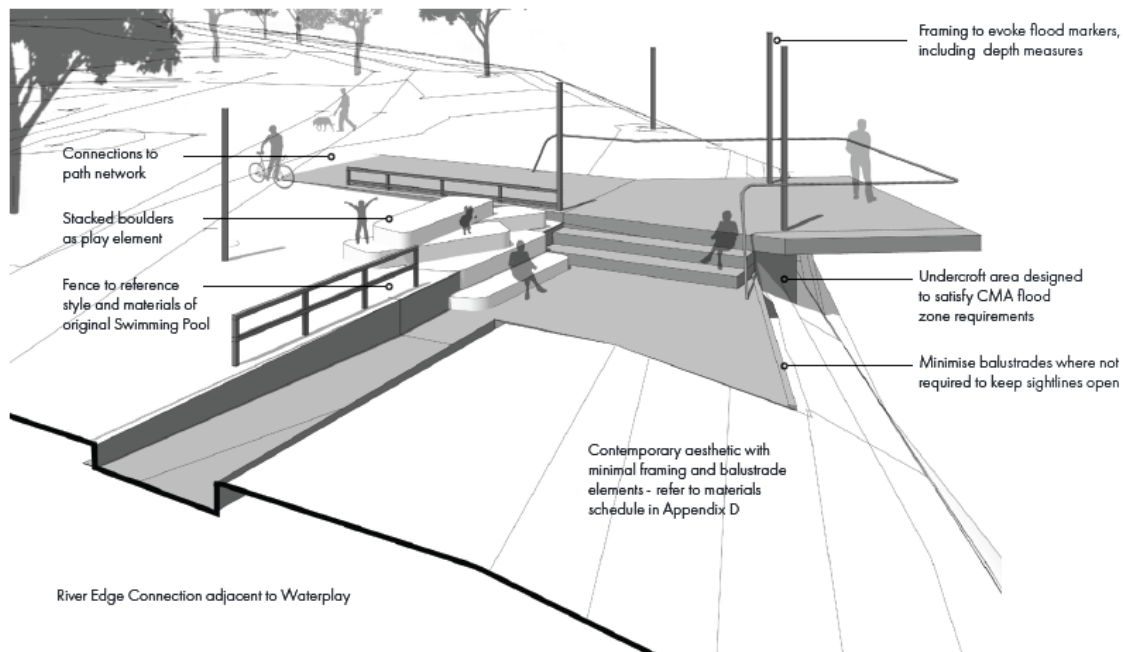 Framing to evoke flood markers,
including depth measures
Connections to
path network
Stacked boulders
as play element
Fence to reference
style and materials of
original Swimming Pool
Undercroft area designed
to satisfy CMA flood
zone requirements
Minimise balustrades where not
required to keep sightlines open
Contemporary aesthetic with
minimal framing and balustrade
elements - refer to materials
schedule in Appendix D
River Edge Connection adjacent to Waterplay